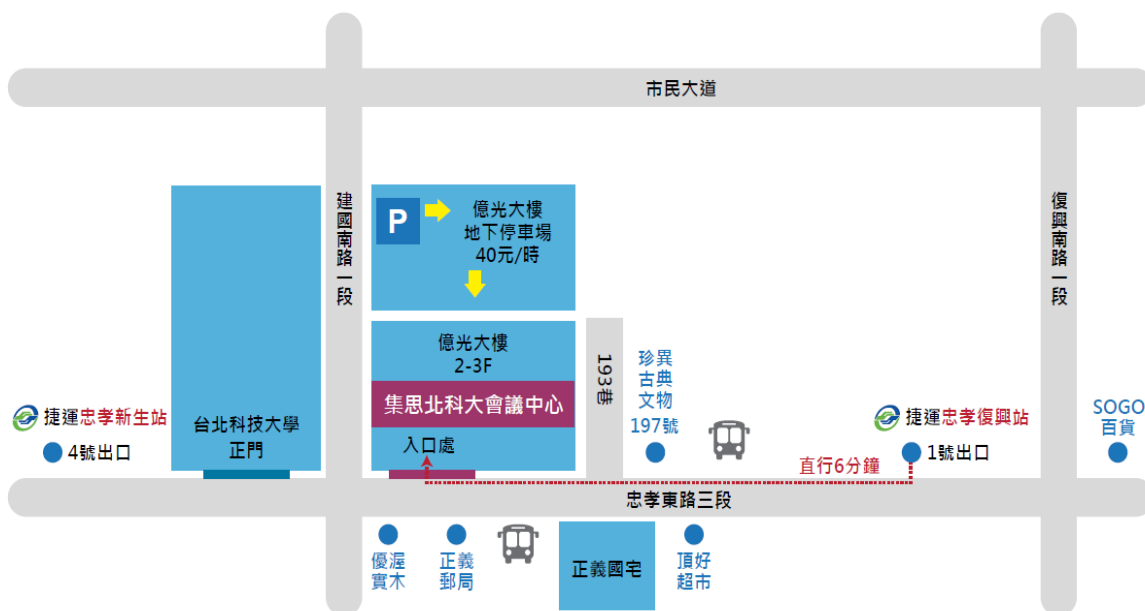 市民大道
建國南路一段
復興南路一段
P
億光大樓
地下停車場
40元/時
億光大樓
2-3F
集思北科大會議中心
入口處
193巷
珍異
古典
文物
197號
捷運忠孝新生站
4號出口
台北科技大學
正門
捷運忠孝復興站
1號出口
SOGO
百貨
直行6分鐘
忠孝東路三段
優渥
實木
正義
郵局
正義國宅
頂好
超市